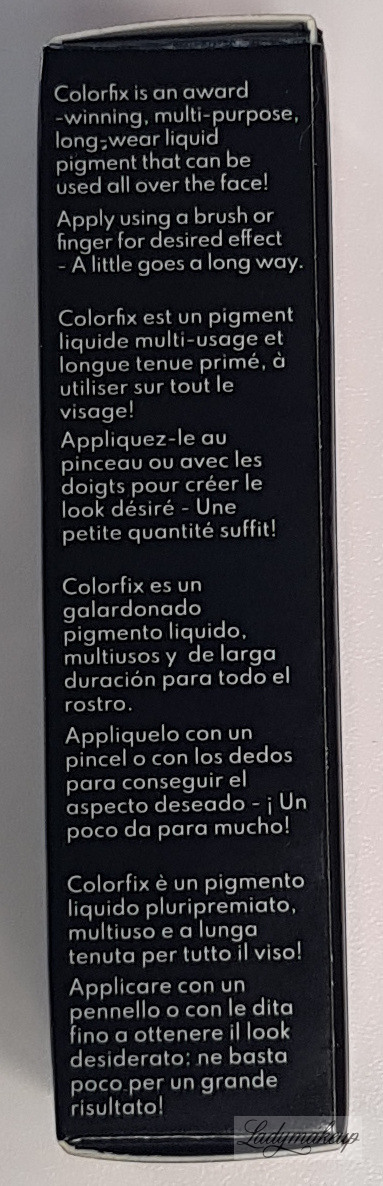 Colorfix is an award
-winning, multi-purpose,
long-wear liquid
pigment that can be
used all over the face!
Apply using a brush or
finger for desired effect
- A little goes a long way.
Colorfix est un pigment
liquide multi-usage et
longue tenue primé, à
utiliser sur tout le
visage!
Appliquez-le au
pinceau ou avec les
doigts pour créer le
look désiré - Une
petite quantité suffit!
Colorfix es un
galardonado
pigmento liquido,
multiusos y de larga
duración para todo el
rostro.
Appliquelo con un
pincel o con los dedos
para conseguir el
aspecto deseado - ¡ Un
poco da para mucho!
Colorfix è un pigmento
liquido pluripremiato,
multiuso e a lunga
tenuta per tutto il viso!
Applicare con un
pennello o con le dita
fino a ottenere il look
desiderato: ne basta
poco per un grande
risultato!
Ladymakeup